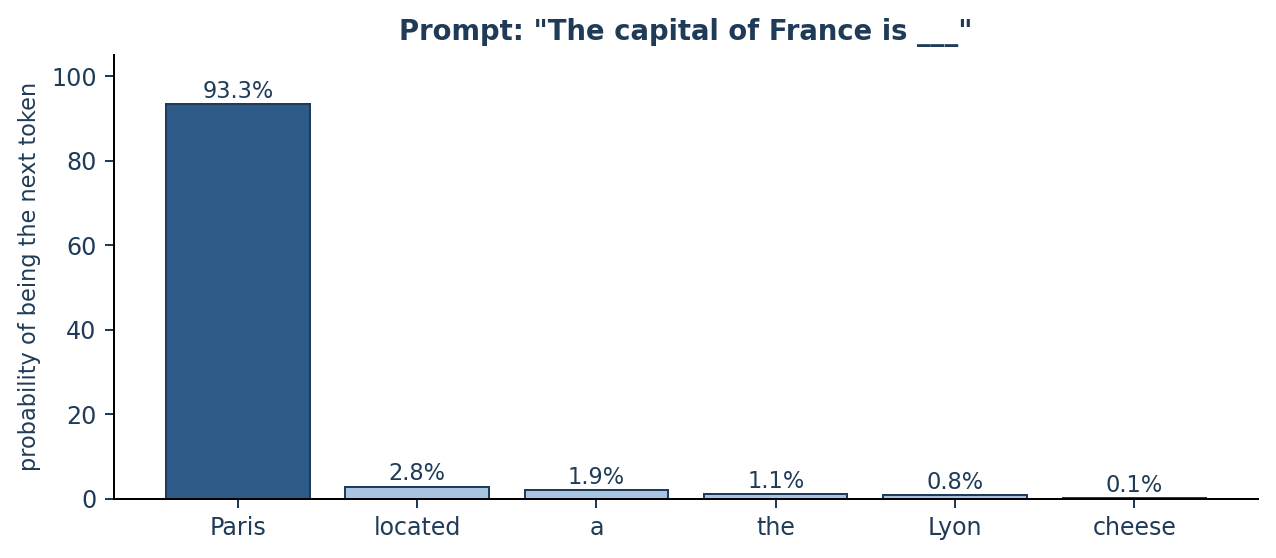 Prompt: "The capital of France is ___"
probability of being the next token
100
80
60
40
20
0
93.3%
2.8%
1.9%
1.1%
0.8%
0.1%
Paris
located
a
the
Lyon
cheese